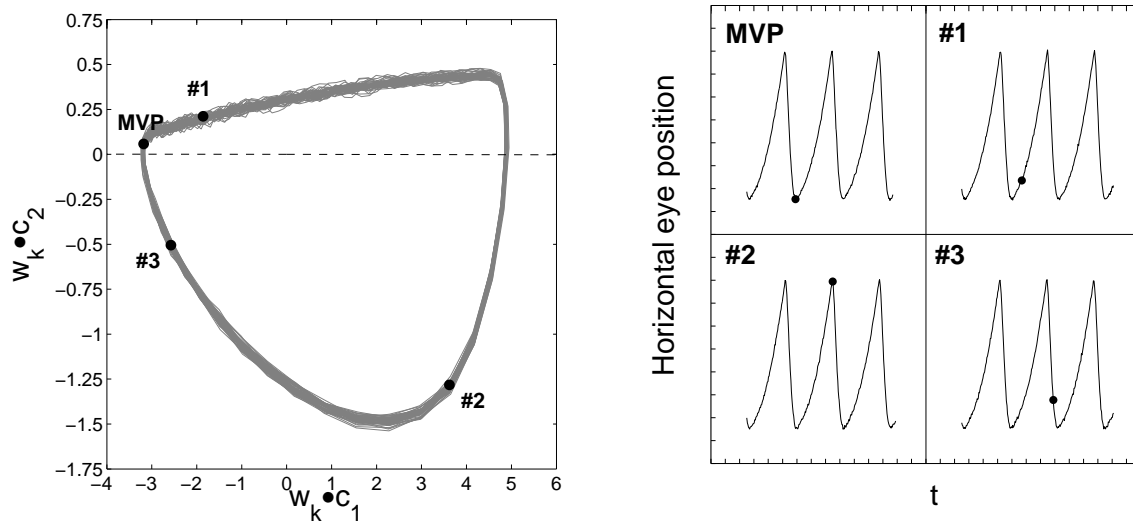 0.75
0.5
0.25
0
−0.25
−0.5
−0.75
−1
−1.25
−1.5
−1.75
−4 −3 −2 −1 0 1 2 3 4 5 6
w_k●c_2
w_k●c_1
MVP
#1
#3
#2
MVP
#1
#2
#3
Horizontal eye position
t